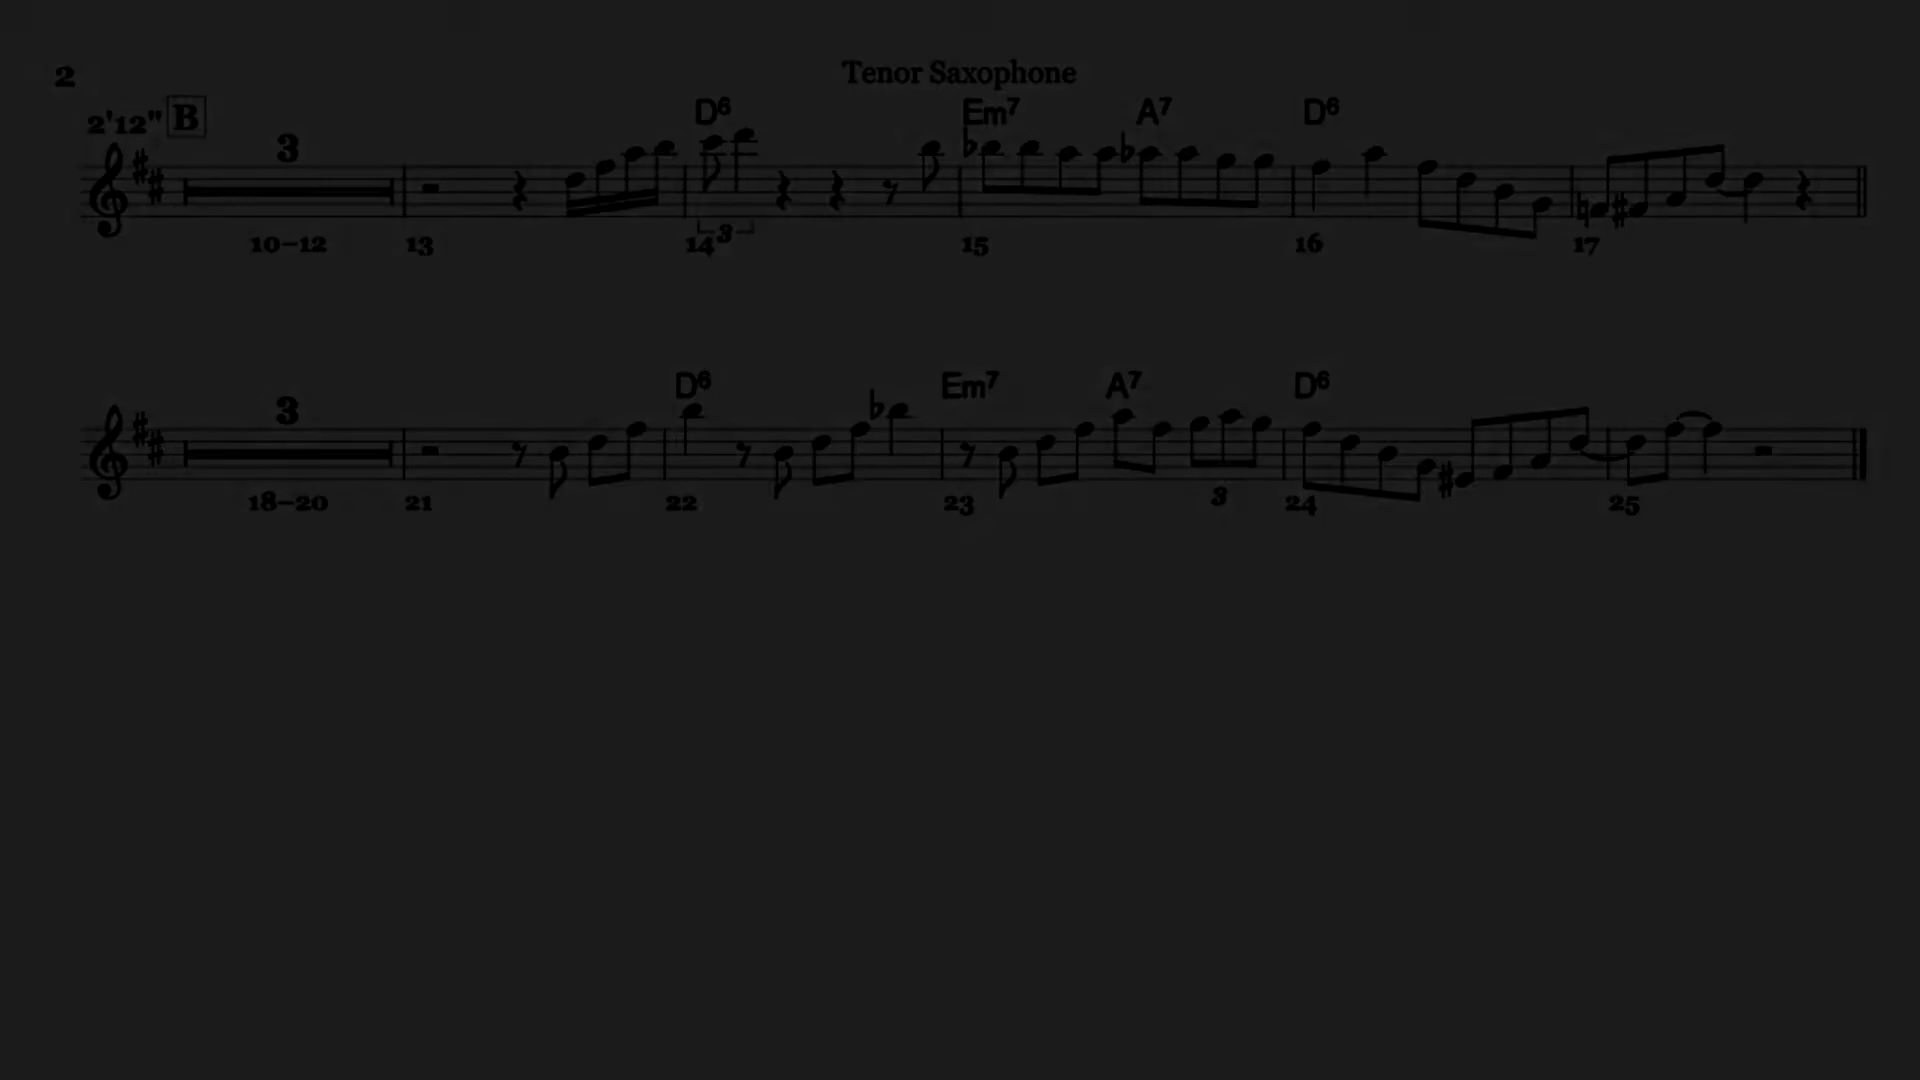 2 Tenor Saxophone
2'12" B
3 D6 Em7 A7 D6
3
10–12 13 14 15 16 17
3 D6 Em7 A7 D6
3
18–20 21 22 23 24 25